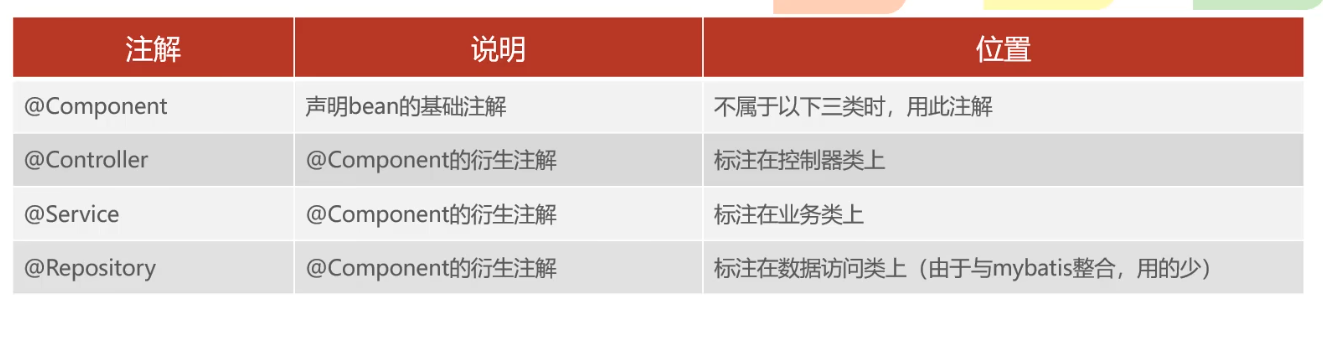 注解 说明 位置
@Component 声明bean的基础注解 不属于以下三类时，用此注解
@Controller @Component的衍生注解 标注在控制器类上
@Service @Component的衍生注解 标注在业务类上
@Repository @Component的衍生注解 标注在数据访问类上（由于与mybatis整合，用的少）